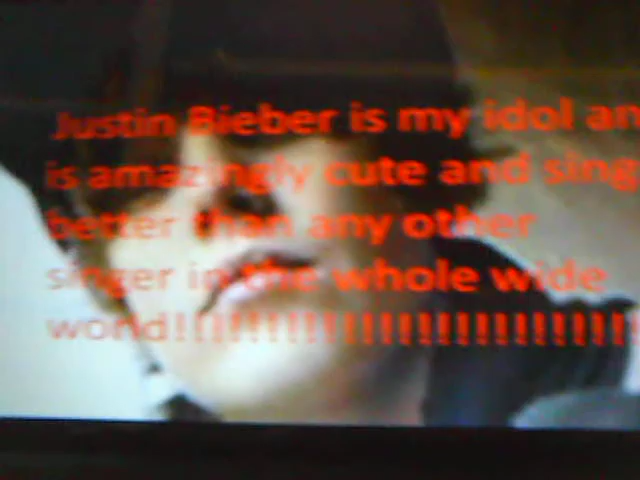 Justin Bieber is my idol an
is amazingly cute and sing
better than any other
singer in the whole wide
world!!!!!!!!!!!!!!!!!!!!!!!!!!!